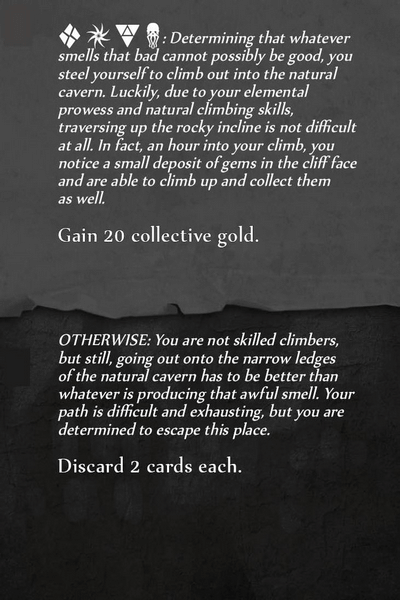 : Determining that whatever
smells that bad cannot possibly be good, you
steel yourself to climb out into the natural
cavern. Luckily, due to your elemental
prowess and natural climbing skills,
traversing up the rocky incline is not difficult
at all. In fact, an hour into your climb, you
notice a small deposit of gems in the cliff face
and are able to climb up and collect them
as well.
Gain 20 collective gold.
OTHERWISE: You are not skilled climbers,
but still, going out onto the narrow ledges
of the natural cavern has to be better than
whatever is producing that awful smell. Your
path is difficult and exhausting, but you are
determined to escape this place.
Discard 2 cards each.